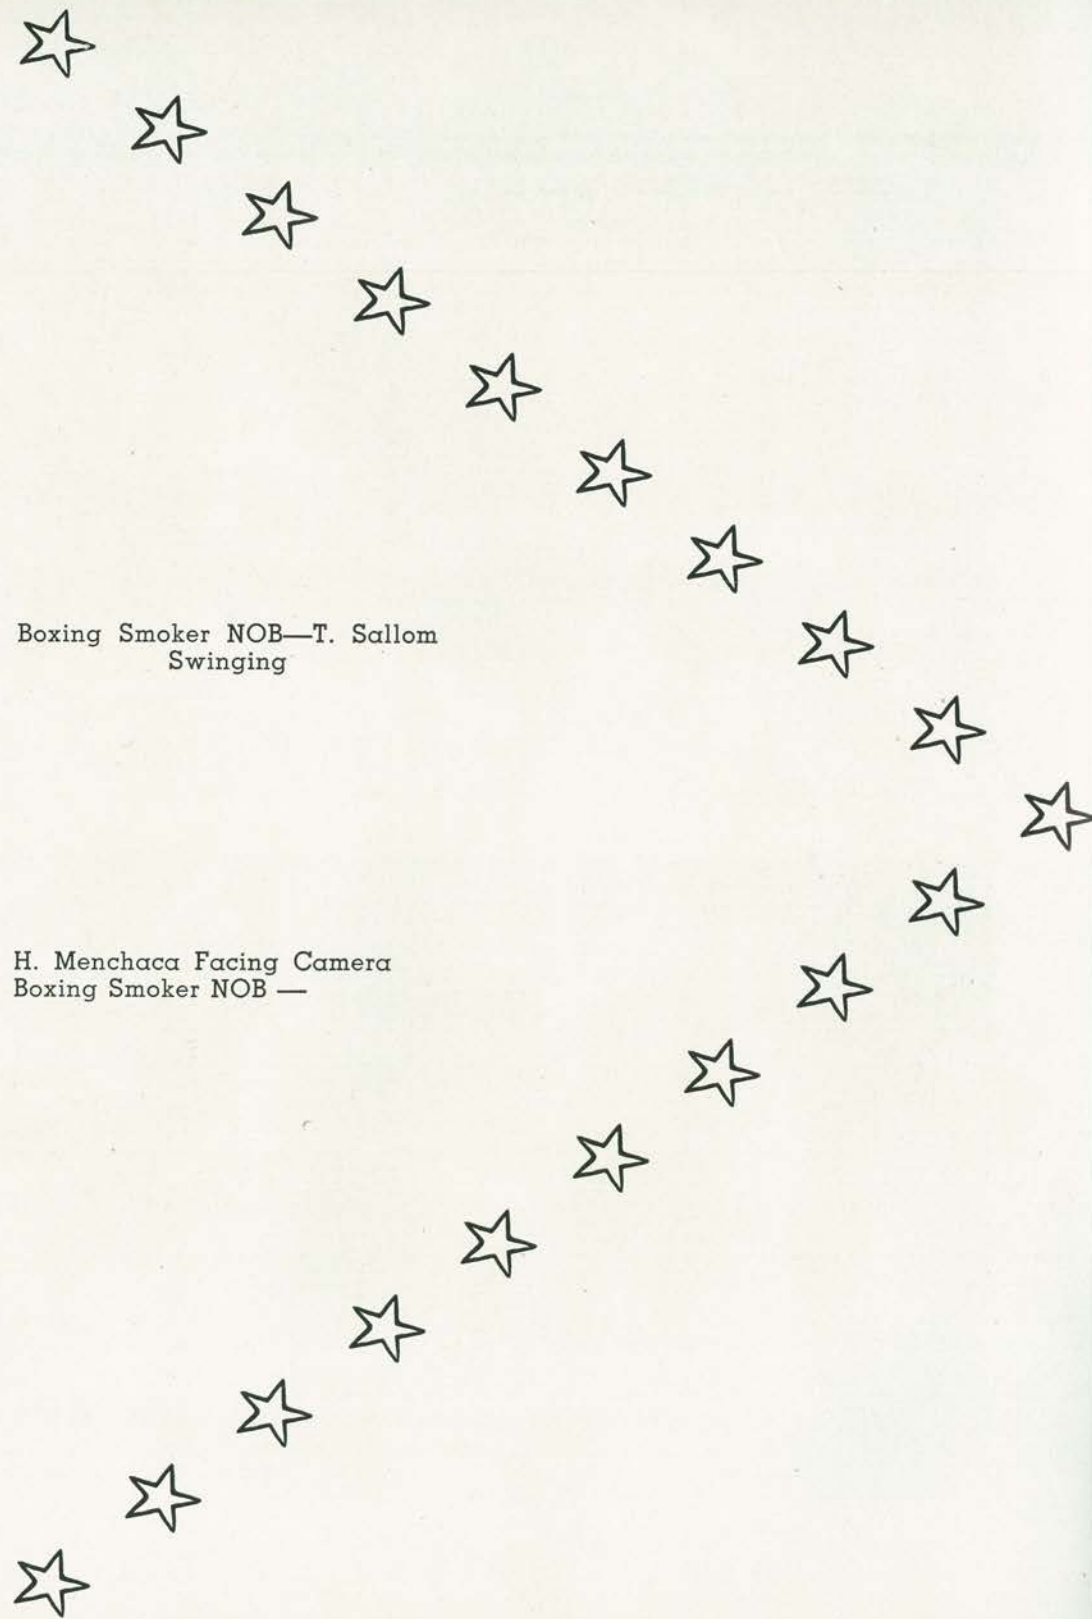 Boxing Smoker NOB—T. Sallom
Swinging
H. Menchaca Facing Camera
Boxing Smoker NOB —